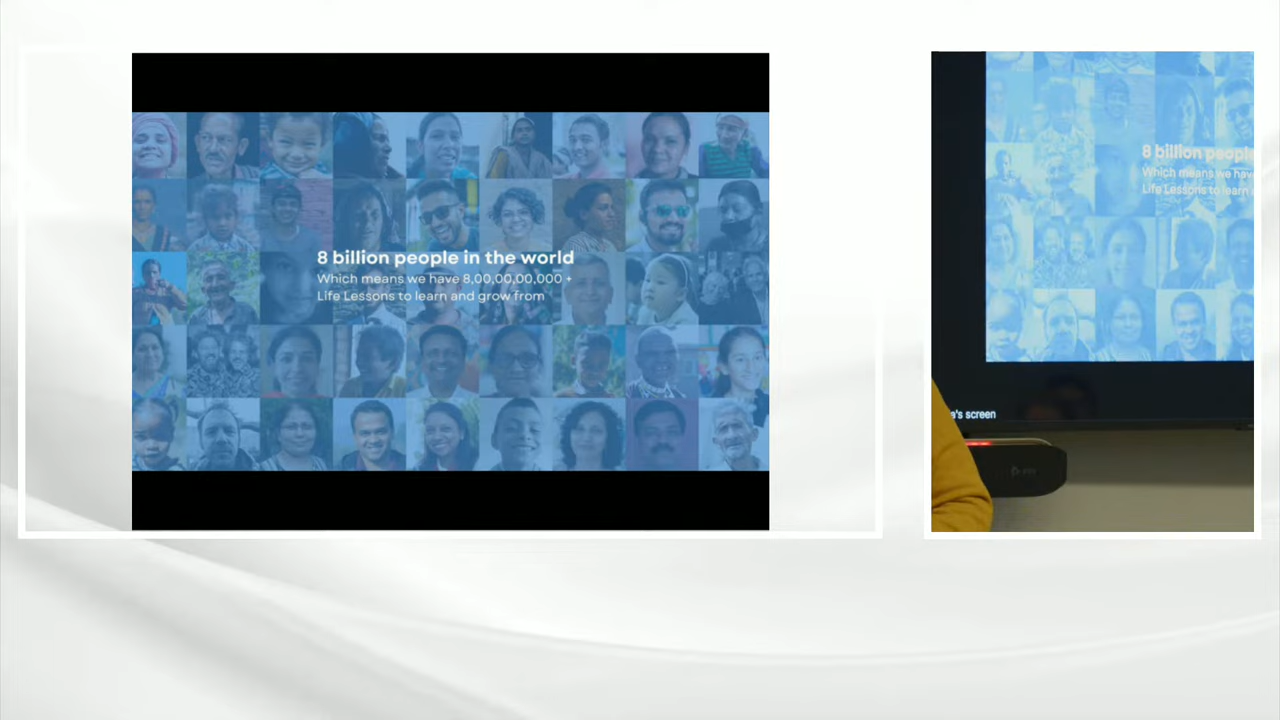 8 billion people in the world
Which means we have 8,00,00,00,000 +
Life Lessons to learn and grow from
8 billion people
Which means we have
Life Lessons to learn
's screen